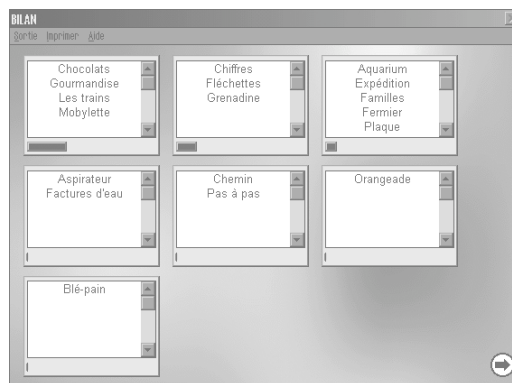 BILAN
Sortie Imprimer Aide
Chocolats
Gourmandise
Les trains
Mobylette
Chiffres
Fléchettes
Grenadine
Aquarium
Expédition
Familles
Fermier
Plaque
Aspirateur
Factures d'eau
Chemin
Pas à pas
Orangeade
Blé-pain